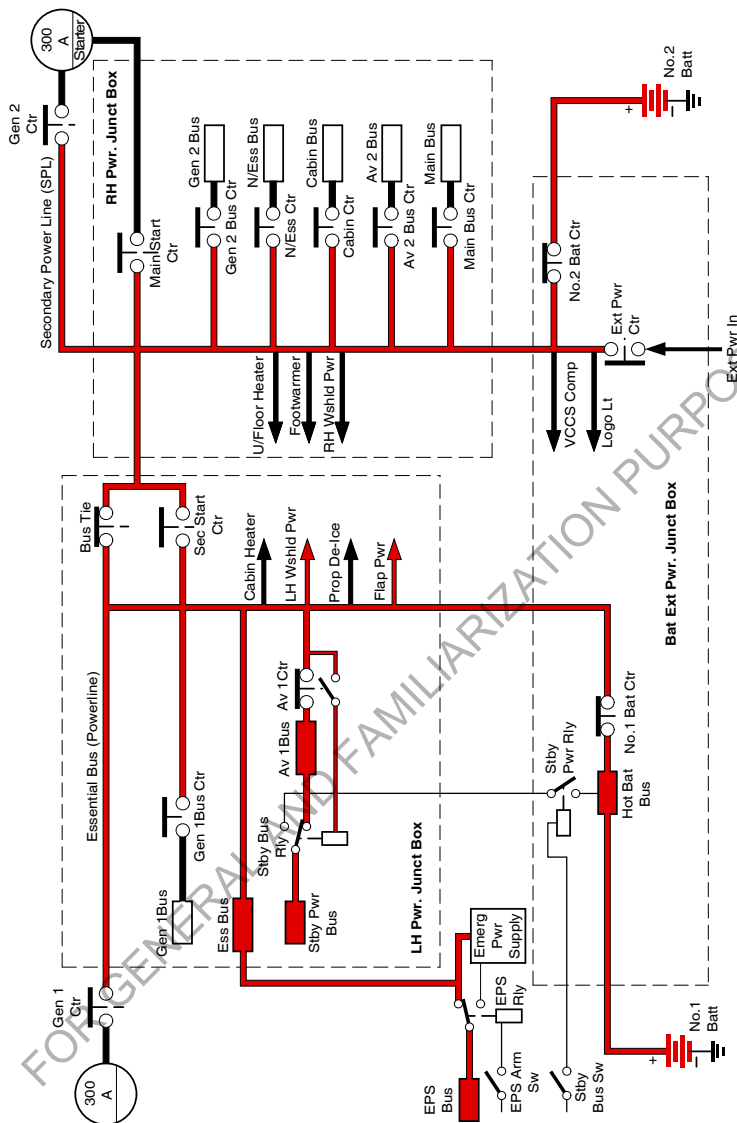 300
A
Gen 1
Ctr
Essential Bus (Powerline)
Bus Tie
Secondary Power Line (SPL)
Gen 2
Ctr
300
A
Starter
RH Pwr. Junct Box
Main Start
Ctr
Gen 1Bus
Gen 1Bus Ctr
Sec Start
Ctr
Gen 2 Bus Ctr
Gen 2 Bus
Ess Bus
Cabin Heater
U/Floor Heater
N/Ess Ctr
N/Ess Bus
Stby Pwr
Bus
Stby Bus
Rly
Av 1Bus
Av 1Ctr
LH Wshld Pwr
Footwarmer
Cabin Ctr
Cabin Bus
Prop De-Ice
RH Wshld Pwr
Av 2 Bus Ctr
Av 2 Bus
Flap Pwr
LH Pwr. Junct Box
Main Bus Ctr
Main Bus
EPS
Bus
EPS Arm
Sw
EPS
Rly
Emerg
Pwr
Supply
Stby
Bus Sw
Stby
Pwr Rly
VCCS Comp
Logo Lt
No.2 Bat Ctr
Hot Bat
Bus
No.1 Bat Ctr
Ext Pwr
Ctr
Bat Ext Pwr. Junct Box
+
−
No.1
Batt
Ext Pwr In
+
−
No.2
Batt
FOR GENERAL AND FAMILIARIZATION PURPO